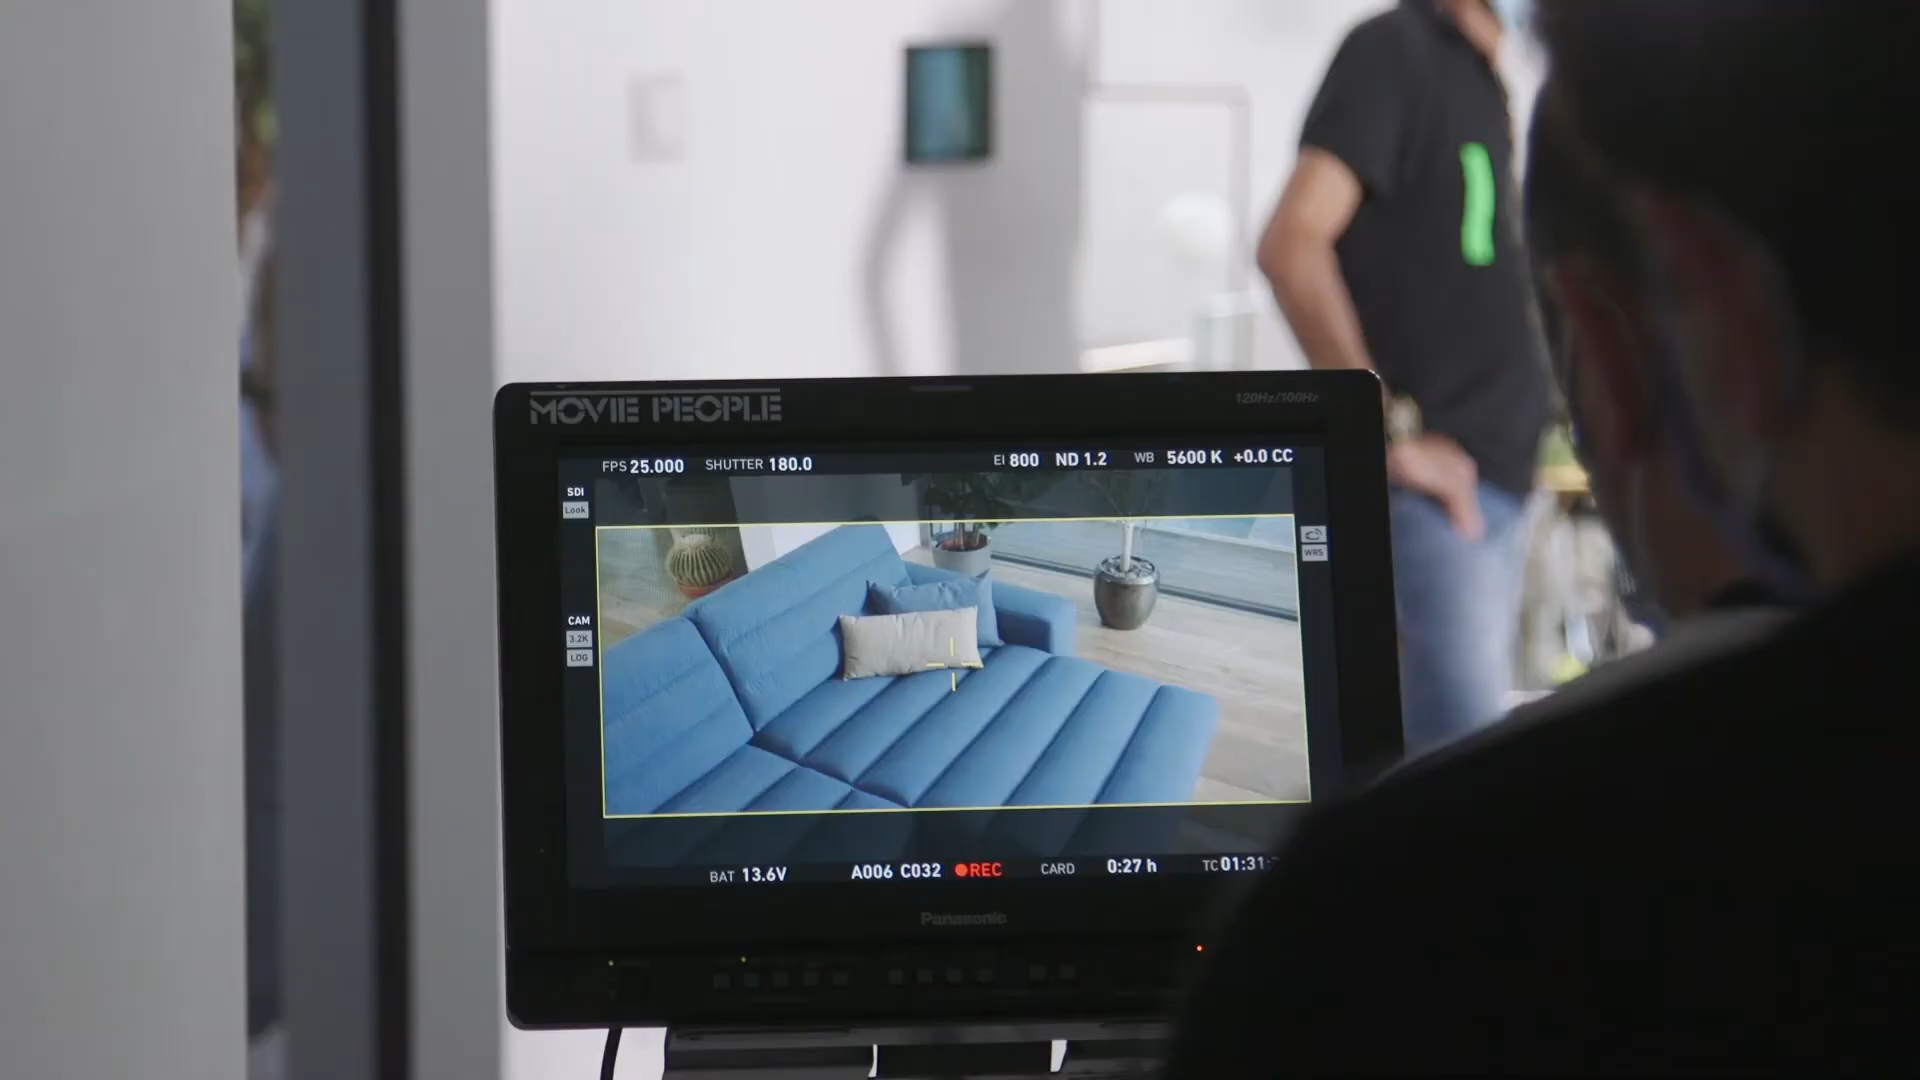 MOVIE PEOPLE
120Hz/100Hz
FPS 25.000 SHUTTER 180.0 EI 800 ND 1.2 WB 5600 K +0.0 CC
SDI
Look
WRS
CAM
3.2K
LOG
BAT 13.6V A006 C032 REC CARD 0:27 h TC 01:31:
Panasonic